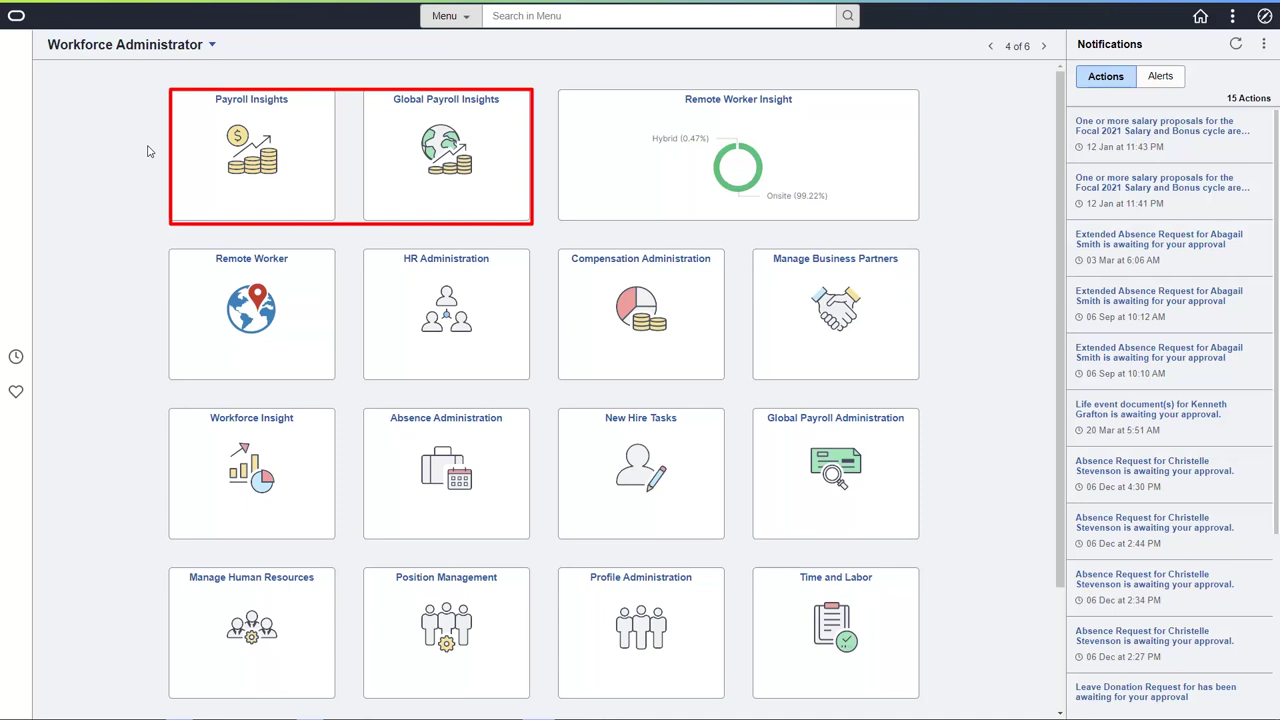 Menu
Search in Menu
Workforce Administrator
4 of 6
Payroll Insights
Global Payroll Insights
Remote Worker Insight
Hybrid (0.47%)
Onsite (99.22%)
Remote Worker
HR Administration
Compensation Administration
Manage Business Partners
Workforce Insight
Absence Administration
New Hire Tasks
Global Payroll Administration
Manage Human Resources
Position Management
Profile Administration
Time and Labor
Notifications
Actions
Alerts
15 Actions
One or more salary proposals for the
Focal 2021 Salary and Bonus cycle are...
12 Jan at 11:43 PM
One or more salary proposals for the
Focal 2021 Salary and Bonus cycle are...
12 Jan at 11:41 PM
Extended Absence Request for Abagail
Smith is awaiting for your approval
03 Mar at 6:06 AM
Extended Absence Request for Abagail
Smith is awaiting for your approval
06 Sep at 10:12 AM
Extended Absence Request for Abagail
Smith is awaiting for your approval
06 Sep at 10:10 AM
Life event document(s) for Kenneth
Grafton is awaiting your approval.
20 Mar at 5:51 AM
Absence Request for Christelle
Stevenson is awaiting your approval.
06 Dec at 4:30 PM
Absence Request for Christelle
Stevenson is awaiting your approval.
06 Dec at 2:44 PM
Absence Request for Christelle
Stevenson is awaiting your approval.
06 Dec at 2:34 PM
Absence Request for Christelle
Stevenson is awaiting your approval.
06 Dec at 2:27 PM
Leave Donation Request for has been
awaiting for your approval